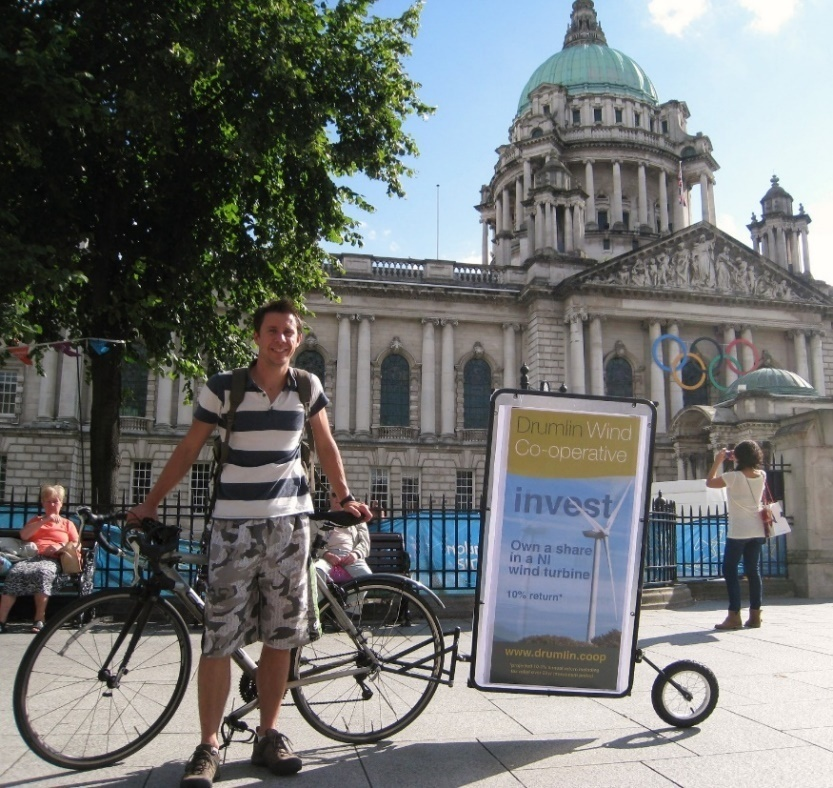 Drumlin Wind
Co-operative
invest
Own a share
in a NI
wind turbine
10% return*
www.drumlin.coop